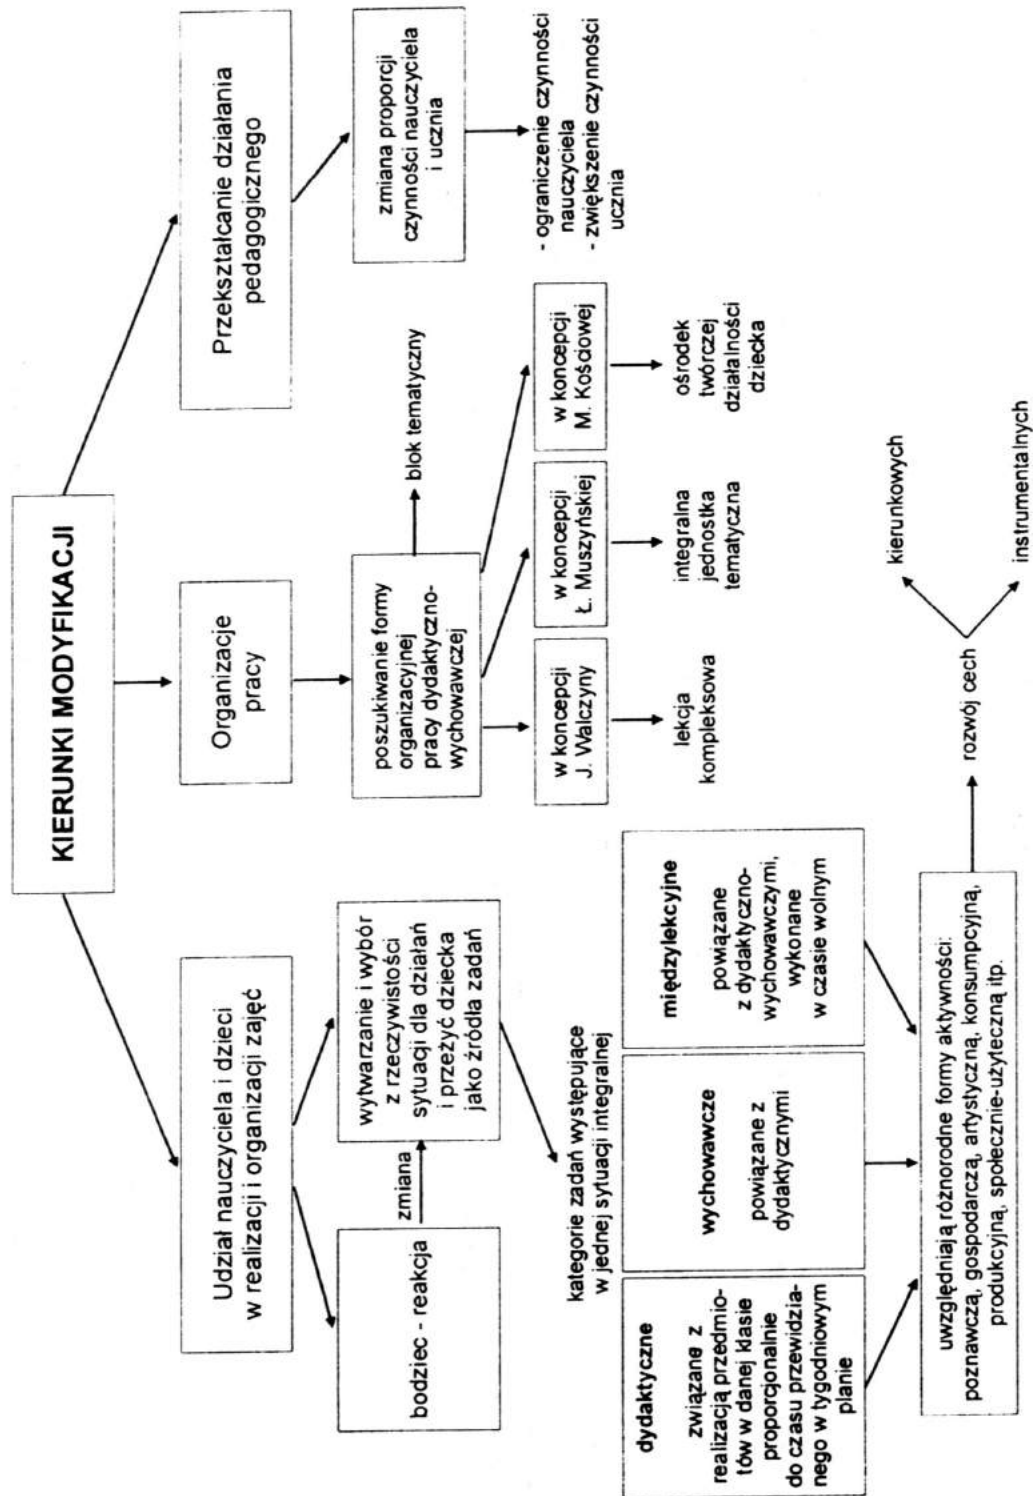 KIERUNKI MODYFIKACJI
Udział nauczyciela i dzieci
w realizacji i organizacji zajęć
Organizacje
pracy
Przekształcanie działania
pedagogicznego
bodziec - reakcja
zmiana
wytwarzanie i wybór
z rzeczywistości
sytuacji dla działań
i przeżyć dziecka
jako źródła zadań
poszukiwanie formy
organizacyjnej
pracy dydaktyczno-
wychowawczej
blok tematyczny
zmiana proporcji
czynności nauczyciela
i ucznia
- ograniczenie czynności
nauczyciela
- zwiększenie czynności
ucznia
w koncepcji
J. Walczyny
w koncepcji
Ł. Muszyńskiej
w koncepcji
M. Kościowej
lekcja
kompleksowa
integralna
jednostka
tematyczna
ośrodek
twórczej
działalności
dziecka
kategorie zadań występujące
w jednej sytuacji integralnej
dydaktyczne
związane z
realizacją przedmio-
tów w danej klasie
proporcjonalnie
do czasu przewidzia-
nego w tygodniowym
planie
wychowawcze
powiązane z
dydaktycznymi
międzylekcyjne
powiązane
z dydaktyczno-
wychowawczymi,
wykonane
w czasie wolnym
uwzględniają różnorodne formy aktywności:
poznawczą, gospodarczą, artystyczną, konsumpcyjną,
produkcyjną, społecznie-użyteczną itp.
rozwój cech
kierunkowych
instrumentalnych